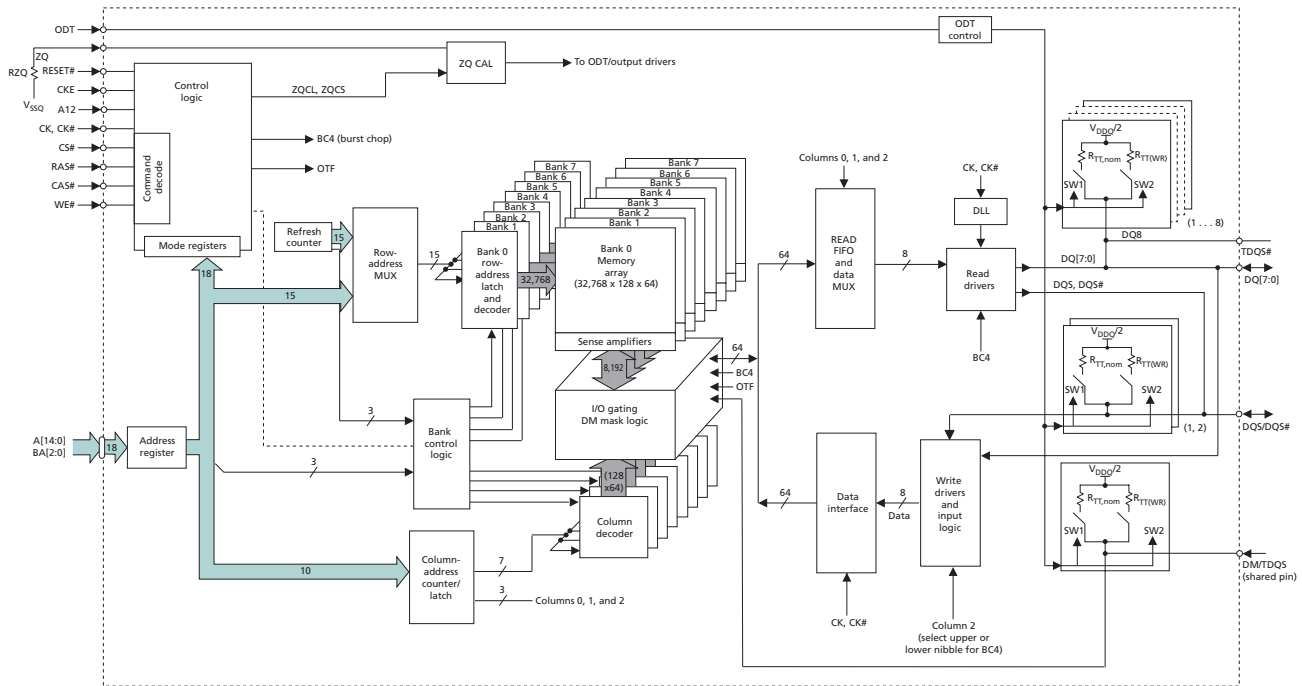 ODT
ODT
control
ZQ
RZQ
VSSQ
RESET#
CKE
A12
CK, CK#
CS#
RAS#
CAS#
WE#
Control
logic
Command
decode
Mode registers
ZQ CAL
To ODT/output drivers
ZQCL, ZQCS
BC4 (burst chop)
OTF
Refresh
counter
15
Row-
address
MUX
15
18
15
Bank 7
Bank 6
Bank 5
Bank 4
Bank 3
Bank 2
Bank 1
Bank 0
row-
address
latch
and
decoder
32,768
Bank 7
Bank 6
Bank 5
Bank 4
Bank 3
Bank 2
Bank 1
Bank 0
Memory
array
(32,768 x 128 x 64)
Sense amplifiers
8,192
64
BC4
OTF
I/O gating
DM mask logic
3
3
Bank
control
logic
(128
x64)
Column
decoder
A[14:0]
BA[2:0]
18
Address
register
10
Column-
address
counter/
latch
7
3
Columns 0, 1, and 2
Columns 0, 1, and 2
64
READ
FIFO
and
data
MUX
8
CK, CK#
DLL
Read
drivers
BC4
DQ8
DQ[7:0]
DQS, DQS#
64
Data
interface
8
Data
Write
drivers
and
input
logic
CK, CK#
Column 2
(select upper or
lower nibble for BC4)
VDDQ/2
RTT,nom
RTT(WR)
SW1
SW2
(1 . . . 8)
TDQS#
DQ[7:0]
VDDQ/2
RTT,nom
RTT(WR)
SW1
SW2
(1, 2)
DQS/DQS#
VDDQ/2
RTT,nom
RTT(WR)
SW1
SW2
DM/TDQS
(shared pin)